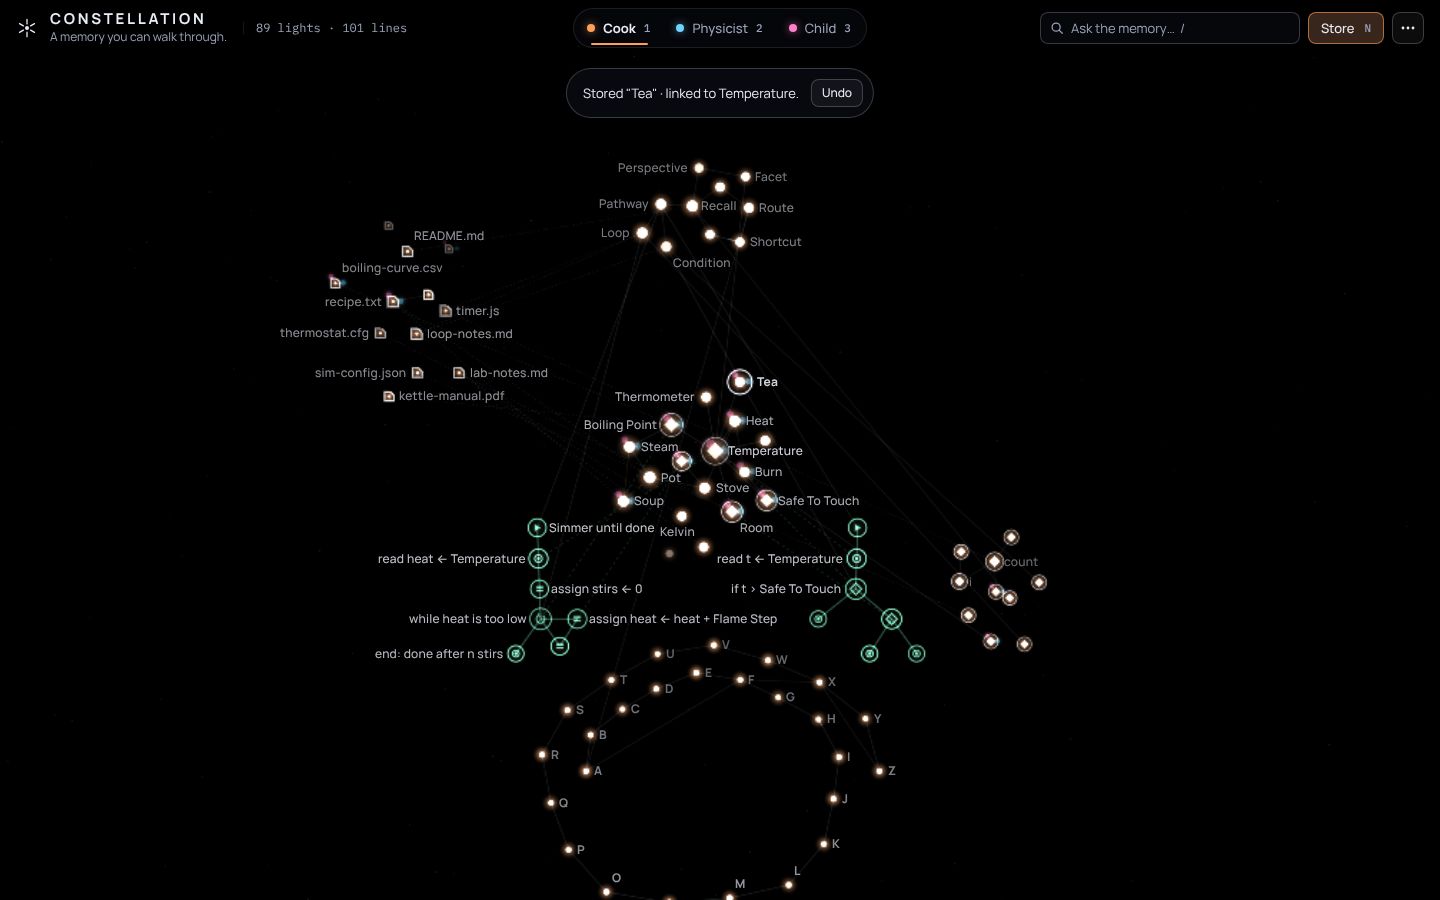 CONSTELLATION
A memory you can walk through.
89 lights · 101 lines
Cook 1
Physicist 2
Child 3
Ask the memory... /
Store N
Stored "Tea" · linked to Temperature.
Undo
Perspective
Facet
Pathway
Recall
Route
Loop
Shortcut
Condition
README.md
boiling-curve.csv
recipe.txt
timer.js
thermostat.cfg
loop-notes.md
sim-config.json
lab-notes.md
kettle-manual.pdf
Tea
Thermometer
Boiling Point
Heat
Steam
Temperature
Pot
Burn
Stove
Soup
Safe To Touch
Kelvin
Room
Simmer until done
read heat ← Temperature
read t ← Temperature
assign stirs ← 0
if t > Safe To Touch
while heat is too low
assign heat ← heat + Flame Step
end: done after n stirs
count
i
V
U
W
E
T
D
F
X
G
S
C
H
Y
B
R
I
A
Z
Q
J
P
K
O
M
L